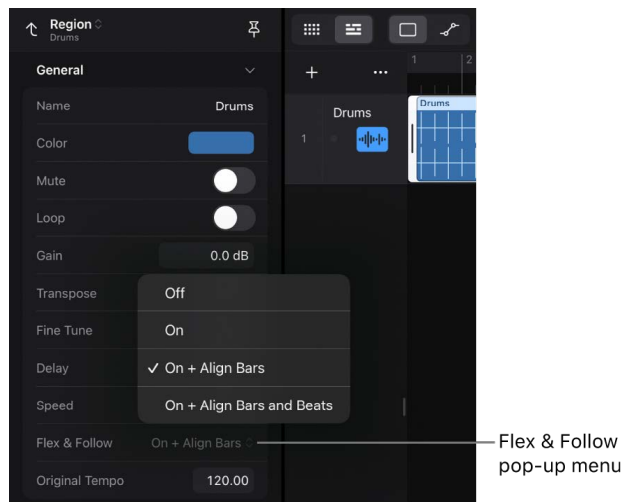 Region
Drums
General
Name Drums
Color
Mute
Loop
Gain 0.0 dB
Transpose
Fine Tune
Delay
Speed
Off
On
✓ On + Align Bars
On + Align Bars and Beats
Flex & Follow On + Align Bars
Original Tempo 120.00
1 2
+ ...
1 Drums
Drums
Flex & Follow
pop-up menu